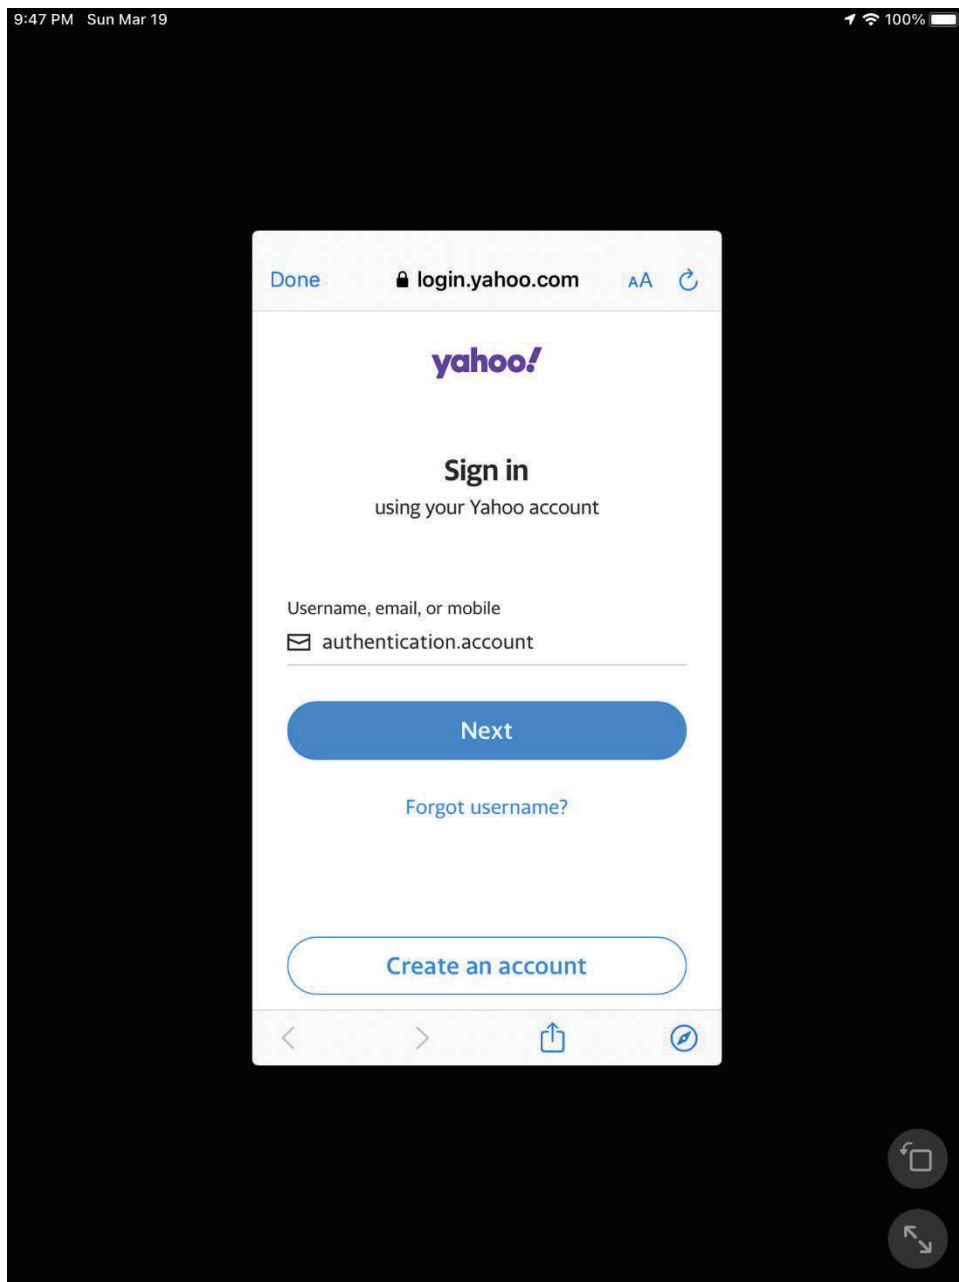 9:47 PM Sun Mar 19
100%
Done
login.yahoo.com
AA
yahoo!
Sign in
using your Yahoo account
Username, email, or mobile
authentication.account
Next
Forgot username?
Create an account